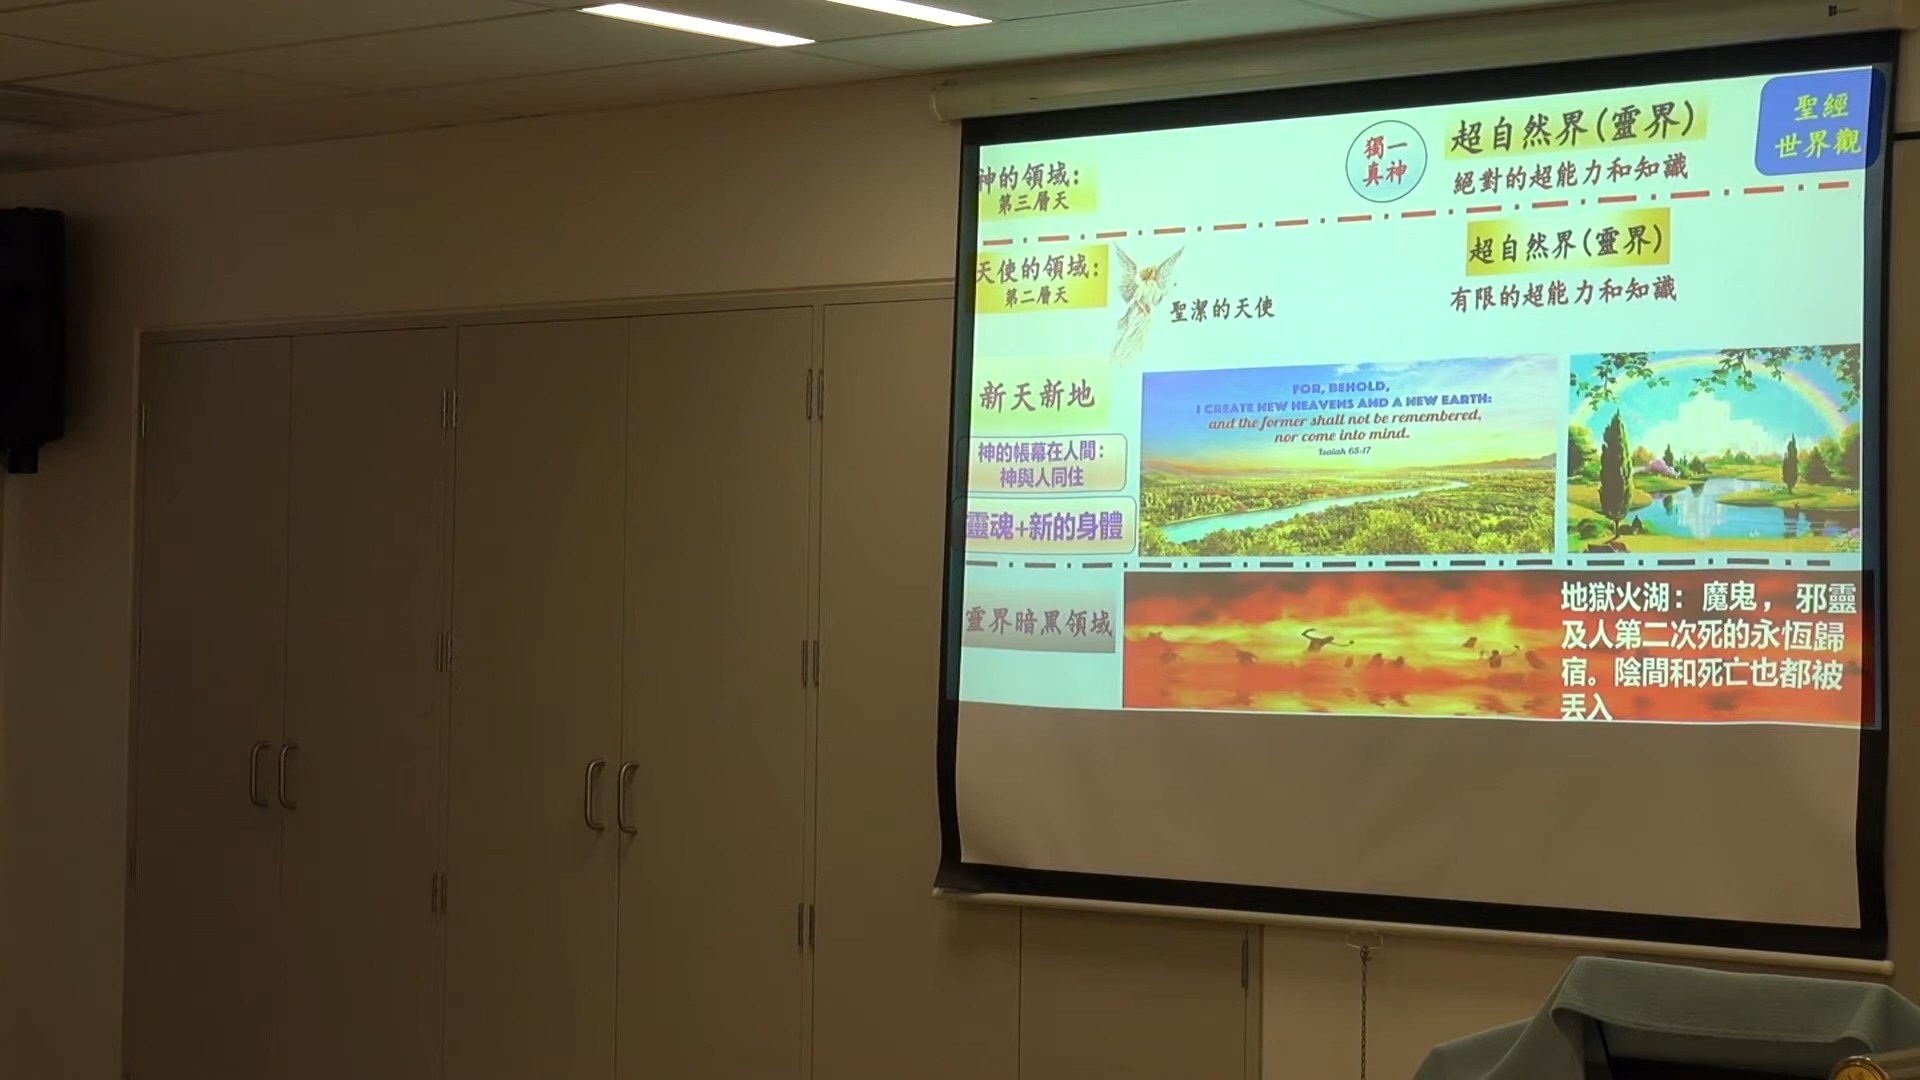 聖經
世界觀
獨一
真神
超自然界(靈界)
絕對的超能力和知識
神的領域:
第三層天
超自然界(靈界)
有限的超能力和知識
天使的領域:
第二層天
聖潔的天使
新天新地
神的帳幕在人間:
神與人同住
靈魂+新的身體
FOR, BEHOLD,
I CREATE NEW HEAVENS AND A NEW EARTH:
and the former shall not be remembered,
nor come into mind.
Isaiah 65:17
靈界暗黑領域
地獄火湖：魔鬼，邪靈
及人第二次死的永恆歸
宿。陰間和死亡也都被
丟入